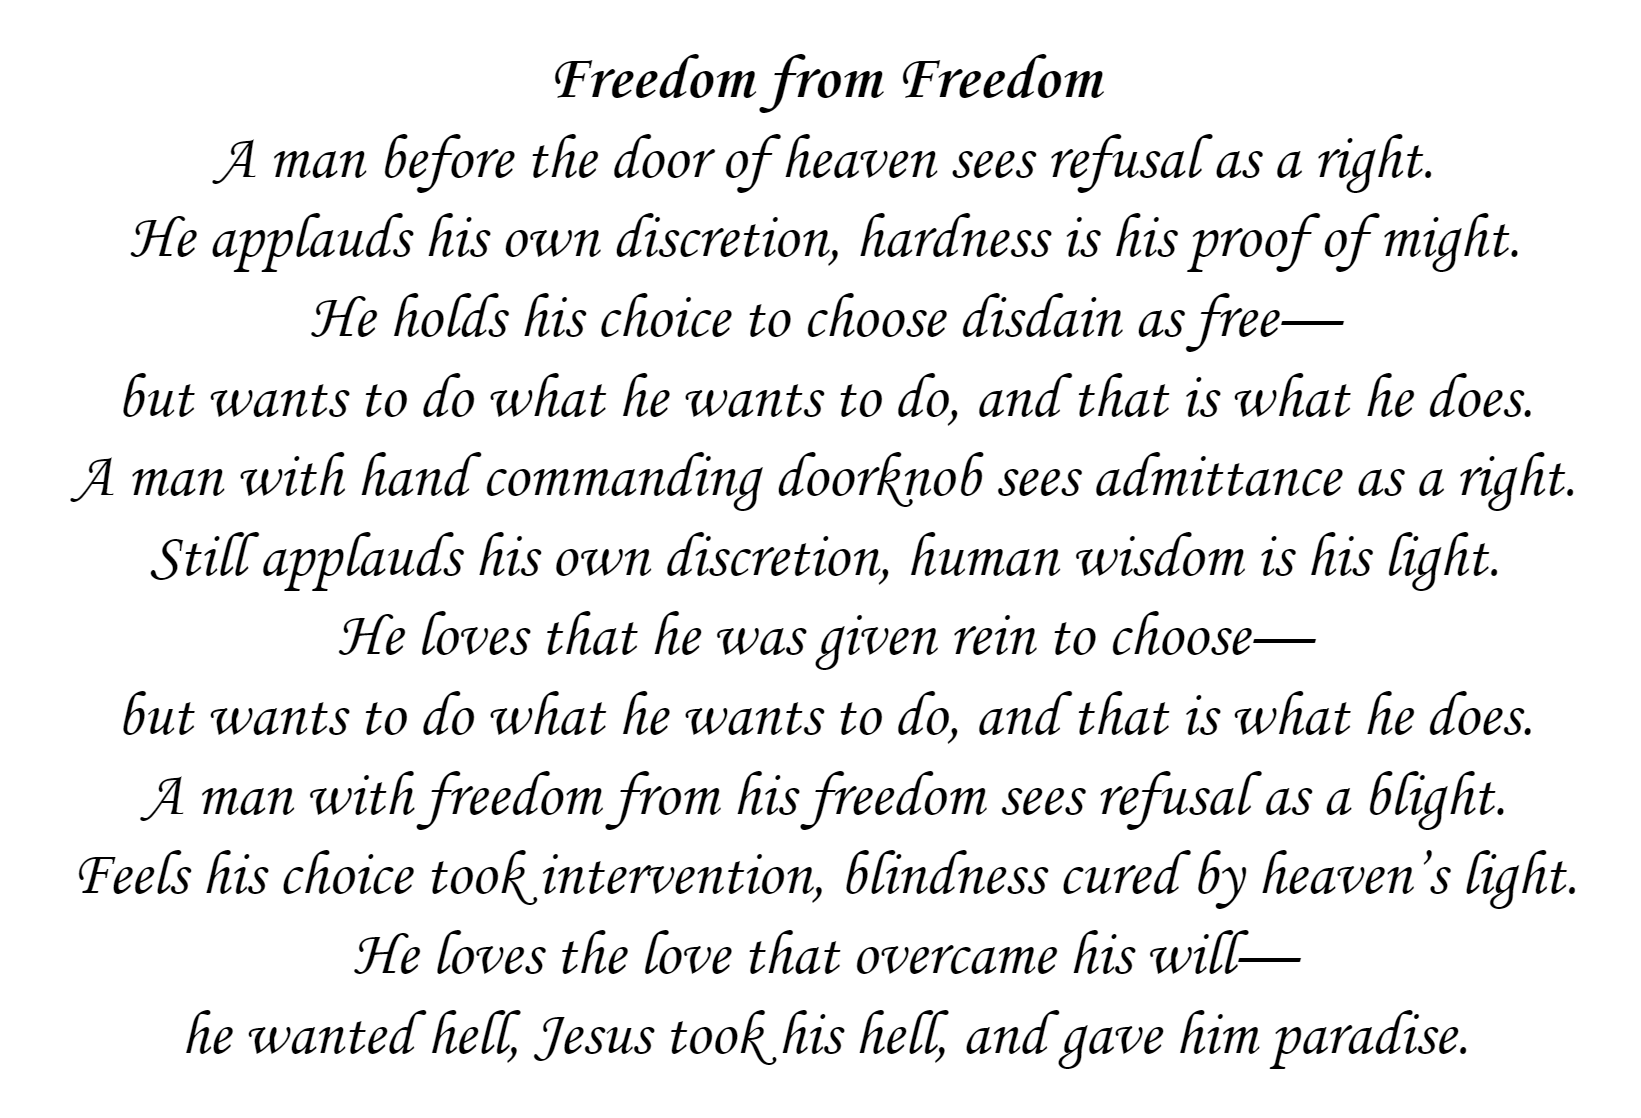 Freedom from Freedom
A man before the door of heaven sees refusal as a right.
He applauds his own discretion, hardness is his proof of might.
He holds his choice to choose disdain as free—
but wants to do what he wants to do, and that is what he does.
A man with hand commanding doorknob sees admittance as a right.
Still applauds his own discretion, human wisdom is his light.
He loves that he was given rein to choose—
but wants to do what he wants to do, and that is what he does.
A man with freedom from his freedom sees refusal as a blight.
Feels his choice took intervention, blindness cured by heaven’s light.
He loves the love that overcame his will—
he wanted hell, Jesus took his hell, and gave him paradise.